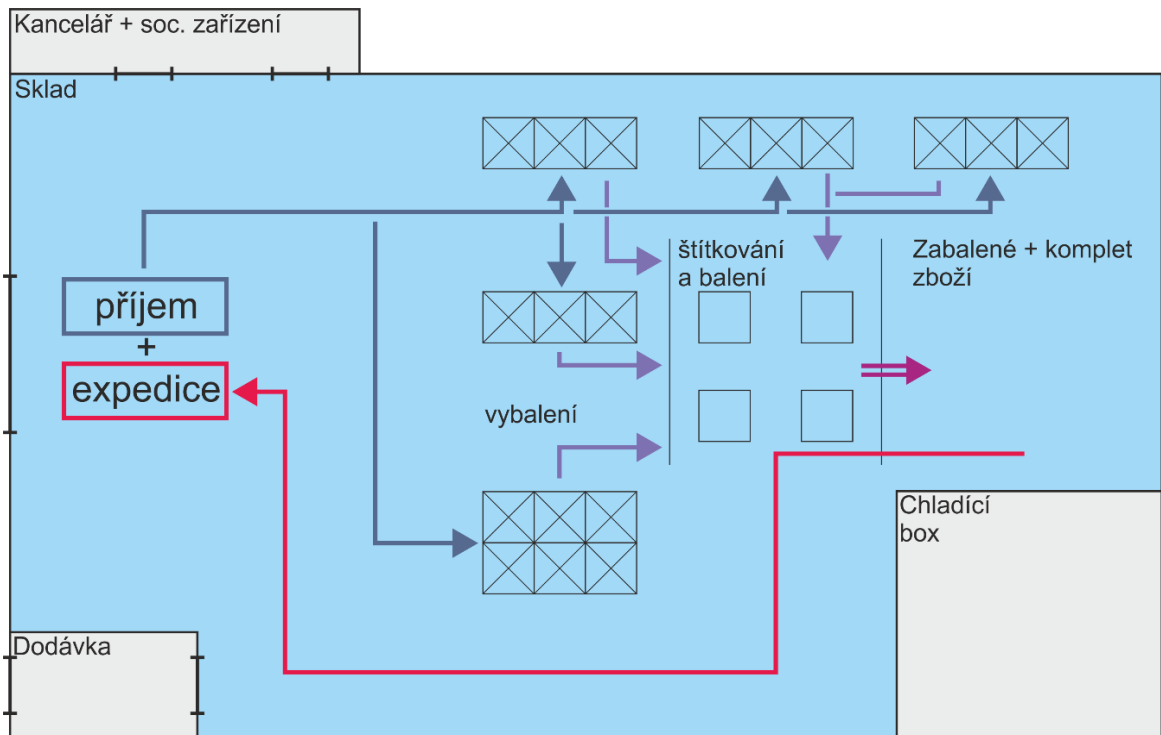 Kancelář + soc. zařízení
Sklad
štítkování
a balení
Zabalené + komplet
zboží
příjem
+
expedice
vybalení
Chladící
box
Dodávka